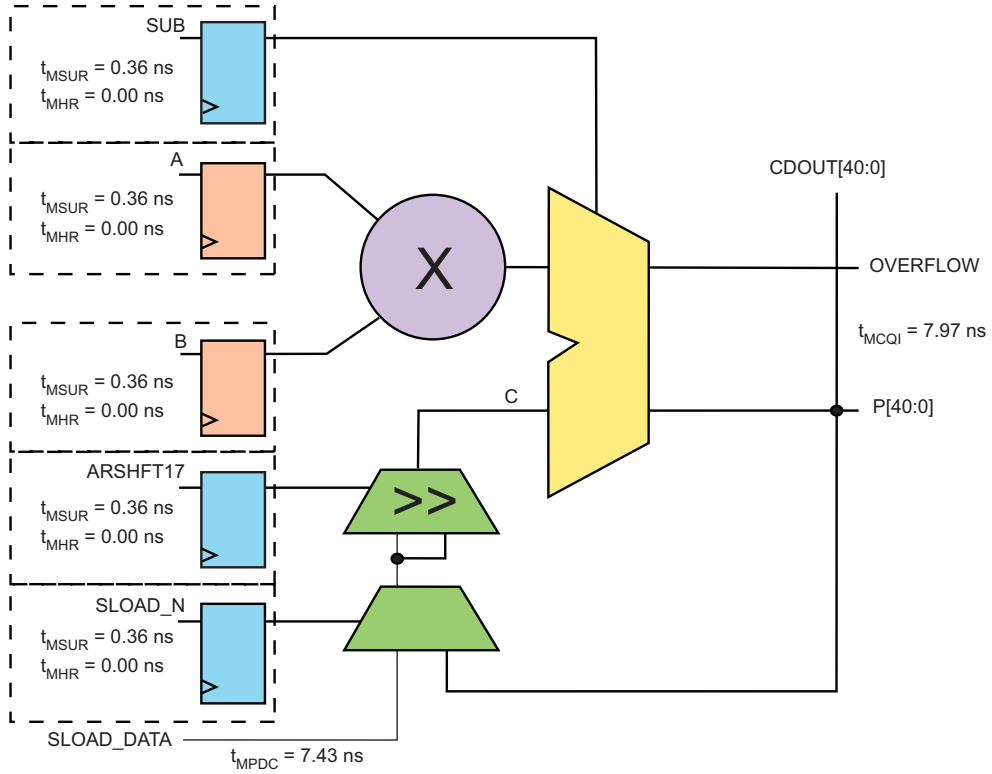 SUB
tMSUR = 0.36 ns
tMHR = 0.00 ns
A
tMSUR = 0.36 ns
tMHR = 0.00 ns
CDOUT[40:0]
X
OVERFLOW
B
tMSUR = 0.36 ns
tMHR = 0.00 ns
tMCQI = 7.97 ns
C
P[40:0]
ARSHFT17
tMSUR = 0.36 ns
tMHR = 0.00 ns
>>
SLOAD_N
tMSUR = 0.36 ns
tMHR = 0.00 ns
SLOAD_DATA
tMPDC = 7.43 ns